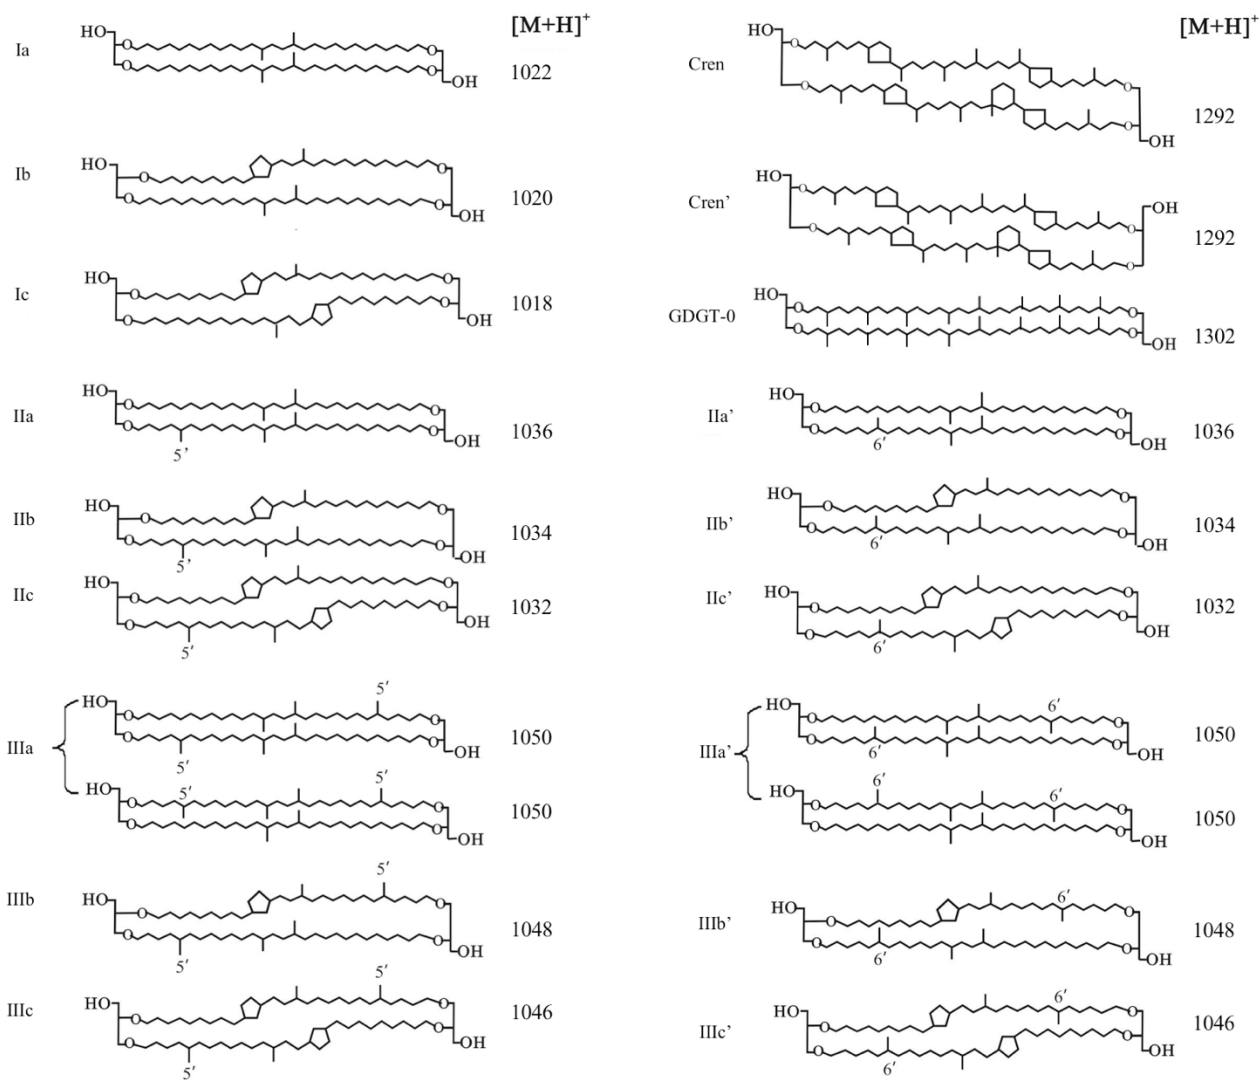 [M+H]+
Ia HO O O O O OH 1022
Ib HO O O O O OH 1020
Ic HO O O O O OH 1018
IIa HO O O O O OH 1036
5'
IIb HO O O O O OH 1034
5'
IIc HO O O O O OH 1032
5'
5'
IIIa HO O O O O OH 1050
5'
5' 5'
HO O O O O OH 1050
5'
IIIb HO O O O O OH 1048
5'
5'
IIIc HO O O O O OH 1046
5'
[M+H]+
Cren HO O O O O OH 1292
Cren' HO O O O O OH 1292
GDGT-0 HO O O O O OH 1302
IIa' HO O O O O OH 1036
6'
IIb' HO O O O O OH 1034
6'
IIc' HO O O O O OH 1032
6'
6'
IIIa' HO O O O O OH 1050
6'
6' 6'
HO O O O O OH 1050
6'
IIIb' HO O O O O OH 1048
6'
6'
IIIc' HO O O O O OH 1046
6'